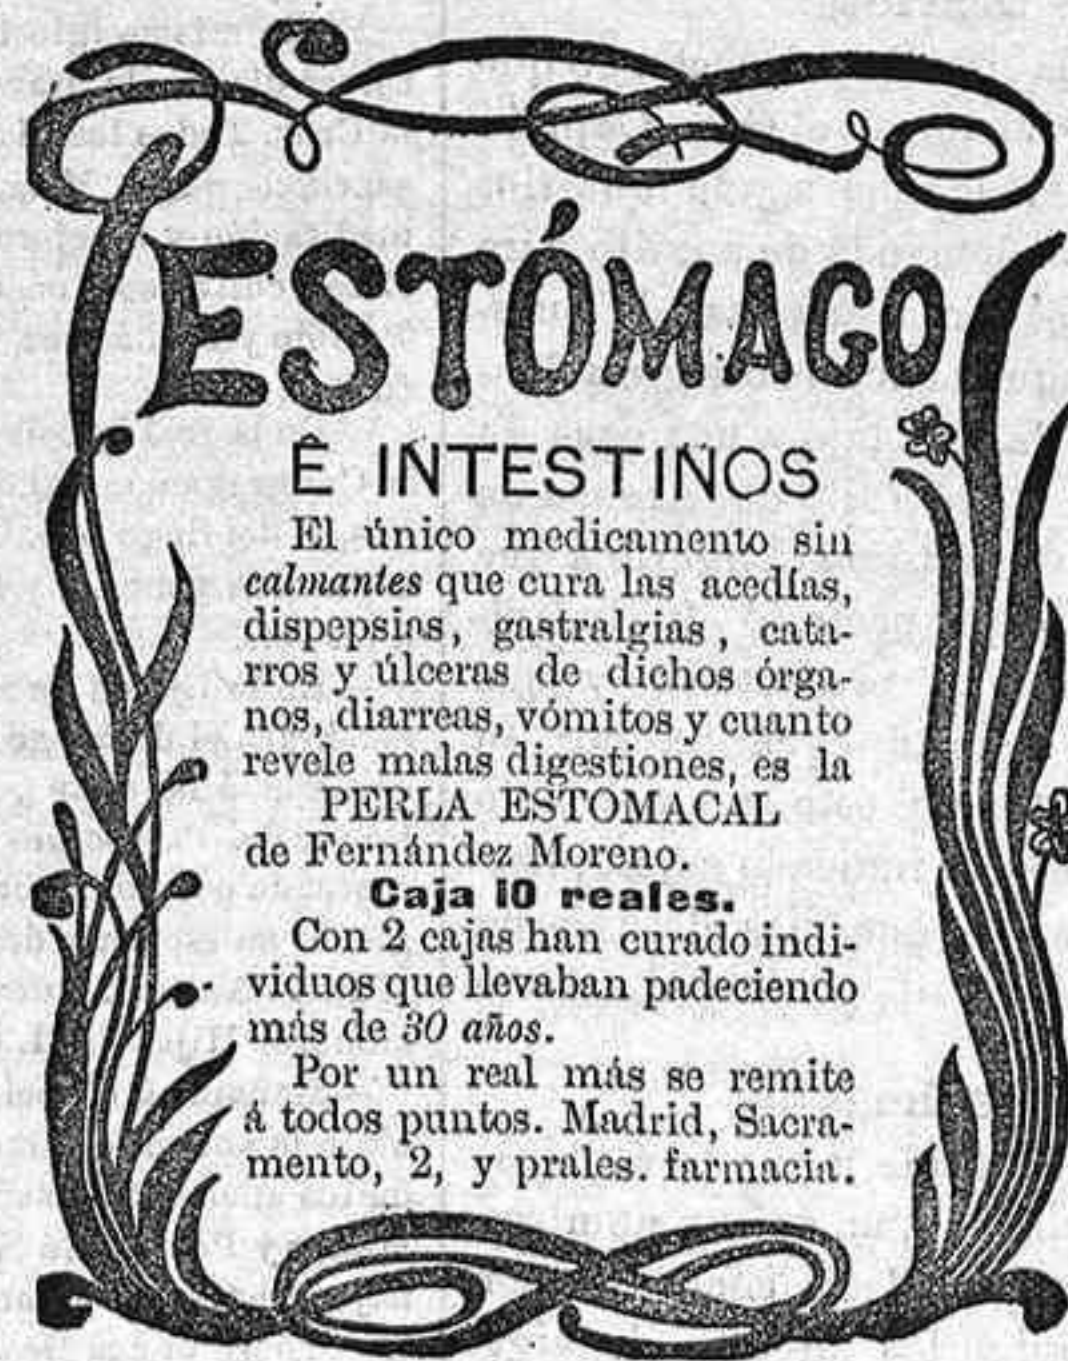 ESTÓMAGO
Ê INTESTINOS
El único medicamento sin
calmantes que cura las acedías,
dispepsias, gastralgias, cata-
rros y úlceras de dichos órga-
nos, diarreas, vómitos y cuanto
revele malas digestiones, es la
PERLA ESTOMACAL
de Fernández Moreno.
Caja 10 reales.
Con 2 cajas han curado indi-
viduos que llevaban padeciendo
más de 30 años.
Por un real más se remite
á todos puntos. Madrid, Sacra-
mento, 2, y prales. farmacia.